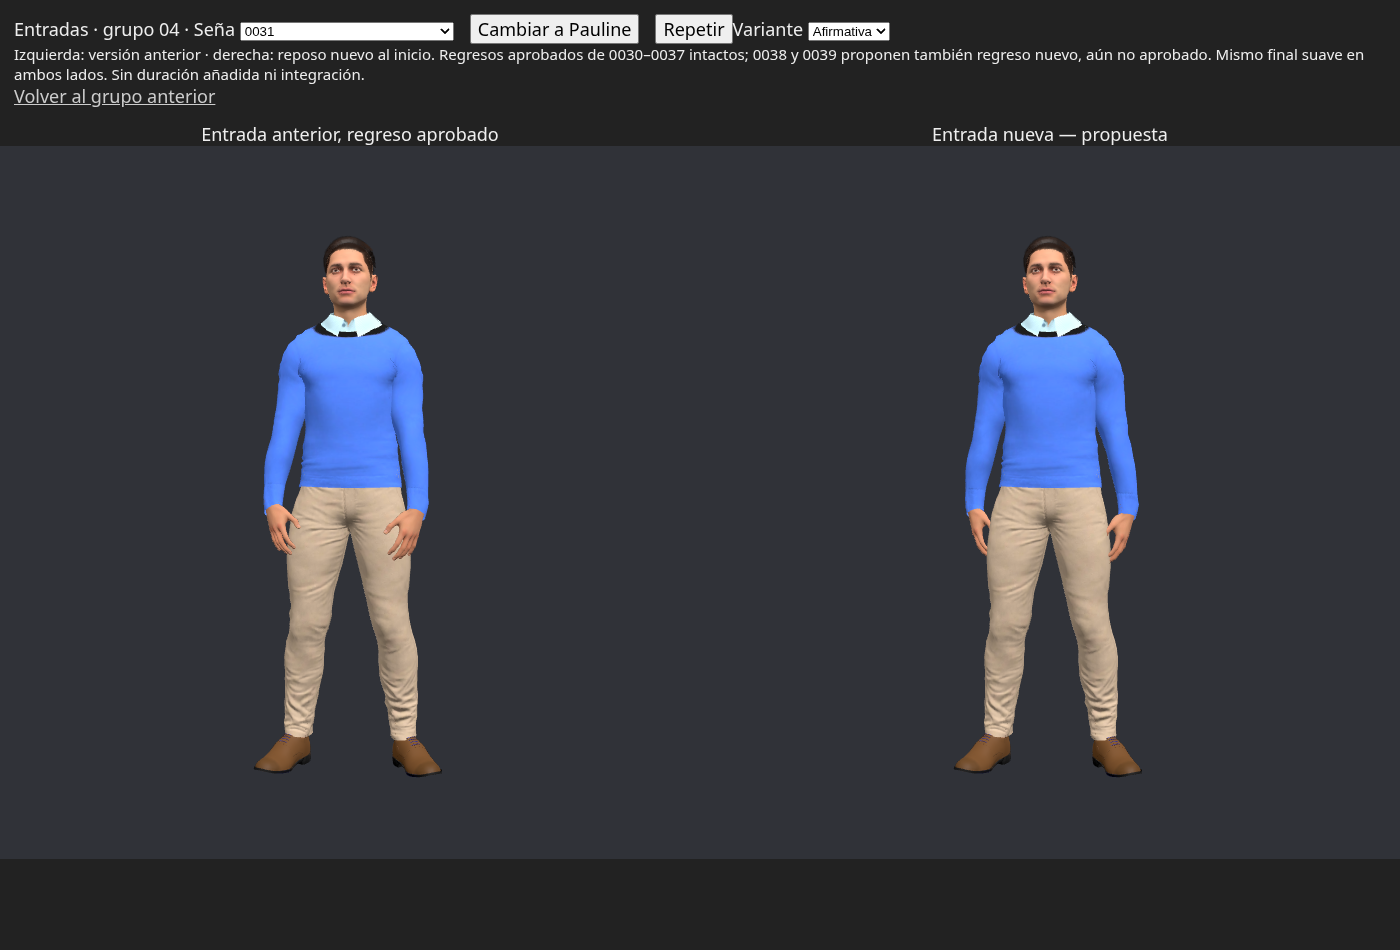 Entradas · grupo 04 · Seña 0031 Cambiar a Pauline Repetir Variante Afirmativa
Izquierda: versión anterior · derecha: reposo nuevo al inicio. Regresos aprobados de 0030–0037 intactos; 0038 y 0039 proponen también regreso nuevo, aún no aprobado. Mismo final suave en
ambos lados. Sin duración añadida ni integración.
Volver al grupo anterior
Entrada anterior, regreso aprobado Entrada nueva — propuesta